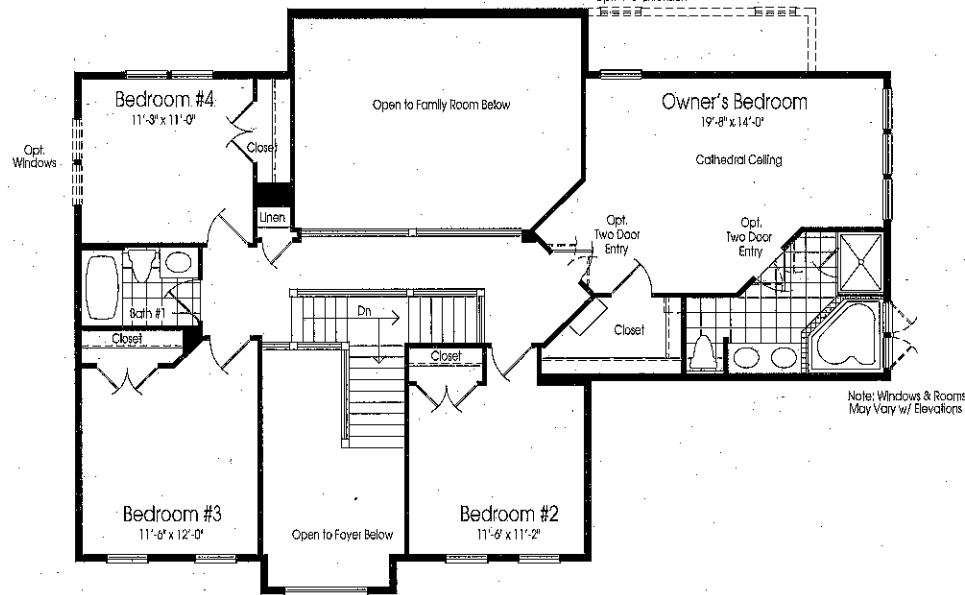 Bedroom #4
11'-3" x 11'-0"
Open to Family Room Below
Owner's Bedroom
19'-8" x 14'-0"
Cathedral Ceiling
Opt.
Windows
Closet
Linen
Opt.
Two Door
Entry
Opt.
Two Door
Entry
Bath #1
Dn
Closet
Closet
Closet
Note: Windows & Rooms
May Vary w/ Elevations
Bedroom #3
11'-6" x 12'-0"
Open to Foyer Below
Bedroom #2
11'-6" x 11'-2"